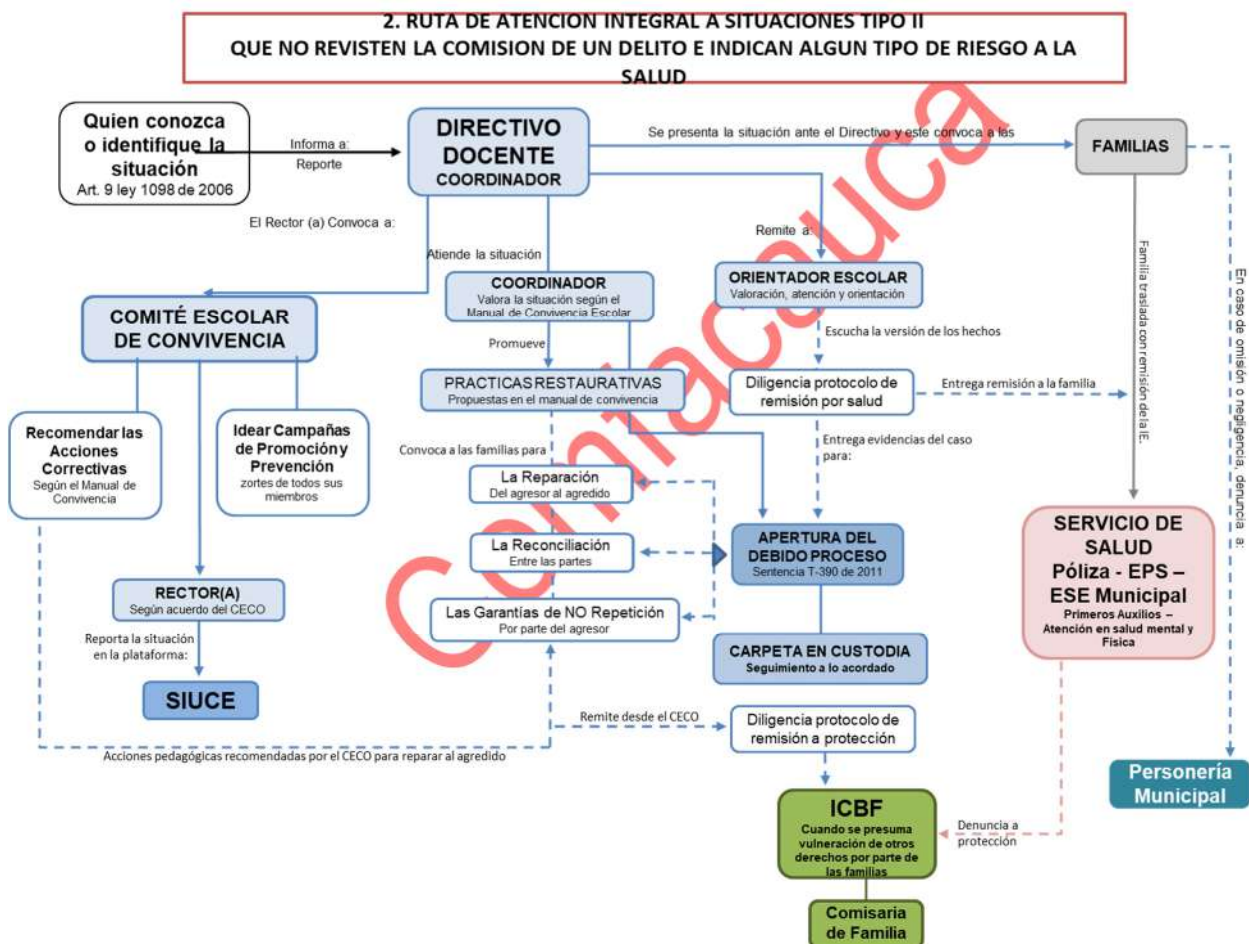 2. RUTA DE ATENCION INTEGRAL A SITUACIONES TIPO II
QUE NO REVISTEN LA COMISION DE UN DELITO E INDICAN ALGUN TIPO DE RIESGO A LA
SALUD
Quien conozca
o identifique la
situación
Art. 9 ley 1098 de 2006
Informa a:
Reporte
DIRECTIVO
DOCENTE
COORDINADOR
Se presenta la situación ante el Directivo y este convoca a las
FAMILIAS
El Rector (a) Convoca a:
Atiende la situación
Remite a:
COMITÉ ESCOLAR
DE CONVIVENCIA
COORDINADOR
Valora la situación según el
Manual de Convivencia Escolar
ORIENTADOR ESCOLAR
Valoración, atención y orientación
Familia traslada con remisión de la IE.
En caso de omisión o negligencia, denuncia a:
Promueve
Escucha la versión de los hechos
PRACTICAS RESTAURATIVAS
Propuestas en el manual de convivencia
Diligencia protocolo de
remisión por salud
Entrega remisión a la familia
Recomendar las
Acciones
Correctivas
Según el Manual de
Convivencia
Idear Campañas
de Promoción y
Prevención
zortes de todos sus
miembros
Convoca a las familias para
Entrega evidencias del caso
para:
La Reparación
Del agresor al agredido
La Reconciliación
Entre las partes
Las Garantías de NO Repetición
Por parte del agresor
APERTURA DEL
DEBIDO PROCESO
Sentencia T-390 de 2011
SERVICIO DE
SALUD
Póliza - EPS –
ESE Municipal
Primeros Auxilios –
Atención en salud mental y
Física
RECTOR(A)
Según acuerdo del CECO
Reporta la situación
en la plataforma:
SIUCE
CARPETA EN CUSTODIA
Seguimiento a lo acordado
Remite desde el CECO
Diligencia protocolo de
remisión a protección
Acciones pedagógicas recomendadas por el CECO para reparar al agredido
Personería
Municipal
ICBF
Cuando se presuma
vulneración de otros
derechos por parte de
las familias
Denuncia a
protección
Comisaria
de Familia
Comfacauca